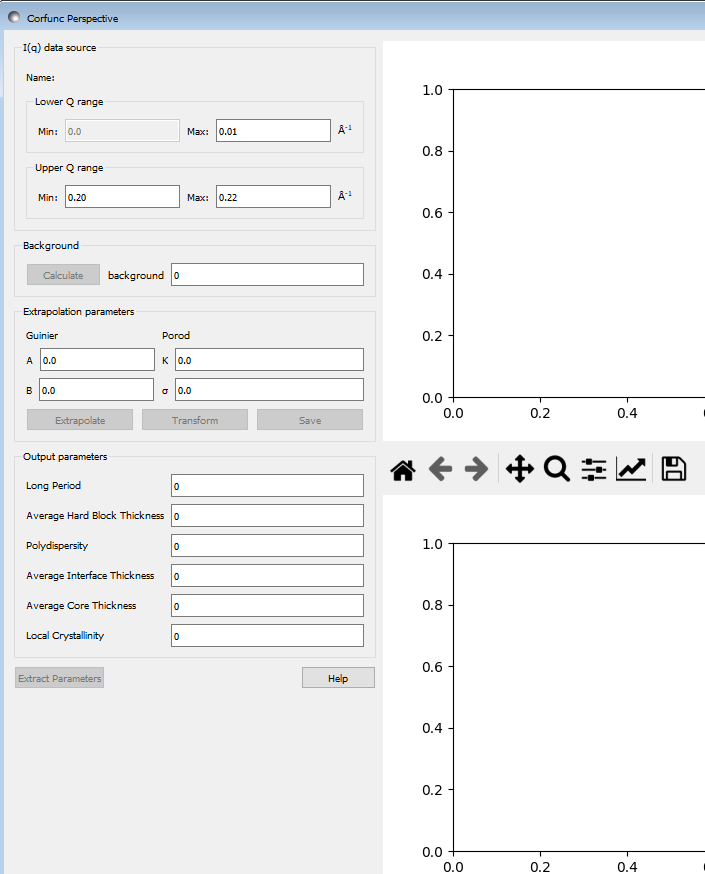 Corfunc Perspective
I(q) data source
Name:
Lower Q range
Min: 0.0 Max: 0.01 Å⁻¹
Upper Q range
Min: 0.20 Max: 0.22 Å⁻¹
Background
Calculate background 0
Extrapolation parameters
Guinier Porod
A 0.0 K 0.0
B 0.0 σ 0.0
Extrapolate Transform Save
Output parameters
Long Period 0
Average Hard Block Thickness 0
Polydispersity 0
Average Interface Thickness 0
Average Core Thickness 0
Local Crystallinity 0
Extract Parameters Help
1.0
0.8
0.6
0.4
0.2
0.0
0.0 0.2 0.4
1.0
0.8
0.6
0.4
0.2
0.0
0.0 0.2 0.4